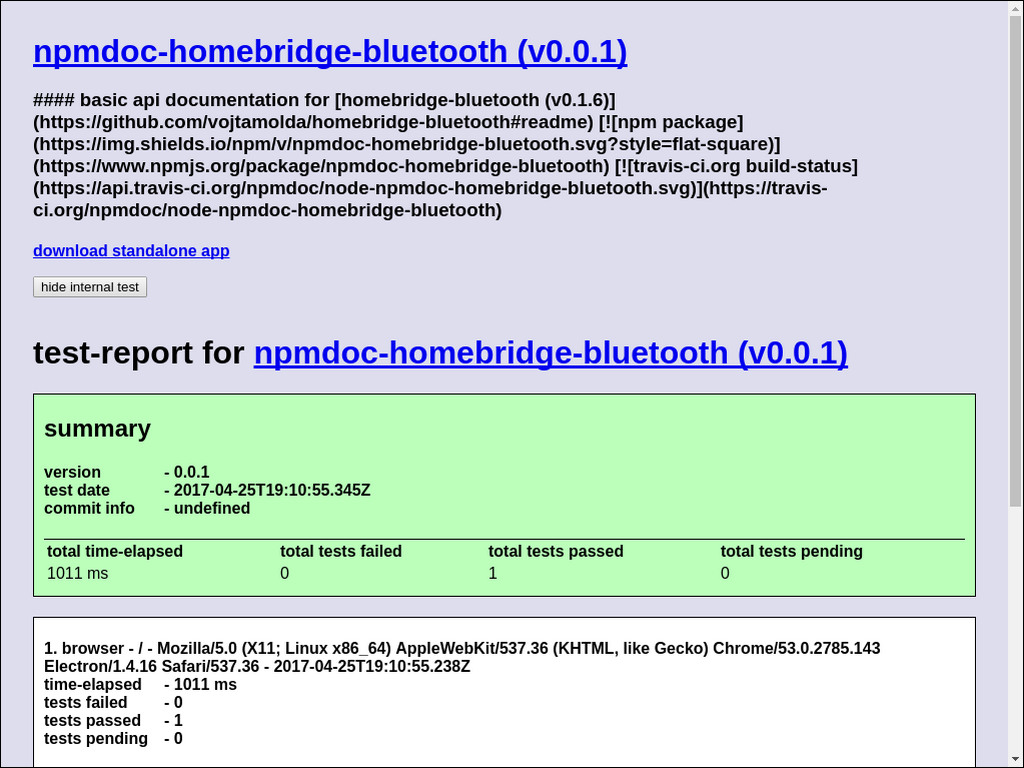 npmdoc-homebridge-bluetooth (v0.0.1)
#### basic api documentation for [homebridge-bluetooth (v0.1.6)]
(https://github.com/vojtamolda/homebridge-bluetooth#readme) [![npm package]
(https://img.shields.io/npm/v/npmdoc-homebridge-bluetooth.svg?style=flat-square)]
(https://www.npmjs.org/package/npmdoc-homebridge-bluetooth) [![travis-ci.org build-status]
(https://api.travis-ci.org/npmdoc/node-npmdoc-homebridge-bluetooth.svg)](https://travis-
ci.org/npmdoc/node-npmdoc-homebridge-bluetooth)
download standalone app
hide internal test
test-report for npmdoc-homebridge-bluetooth (v0.0.1)
summary
version - 0.0.1
test date - 2017-04-25T19:10:55.345Z
commit info - undefined
total time-elapsed total tests failed total tests passed total tests pending
1011 ms 0 1 0
1. browser - / - Mozilla/5.0 (X11; Linux x86_64) AppleWebKit/537.36 (KHTML, like Gecko) Chrome/53.0.2785.143
Electron/1.4.16 Safari/537.36 - 2017-04-25T19:10:55.238Z
time-elapsed - 1011 ms
tests failed - 0
tests passed - 1
tests pending - 0